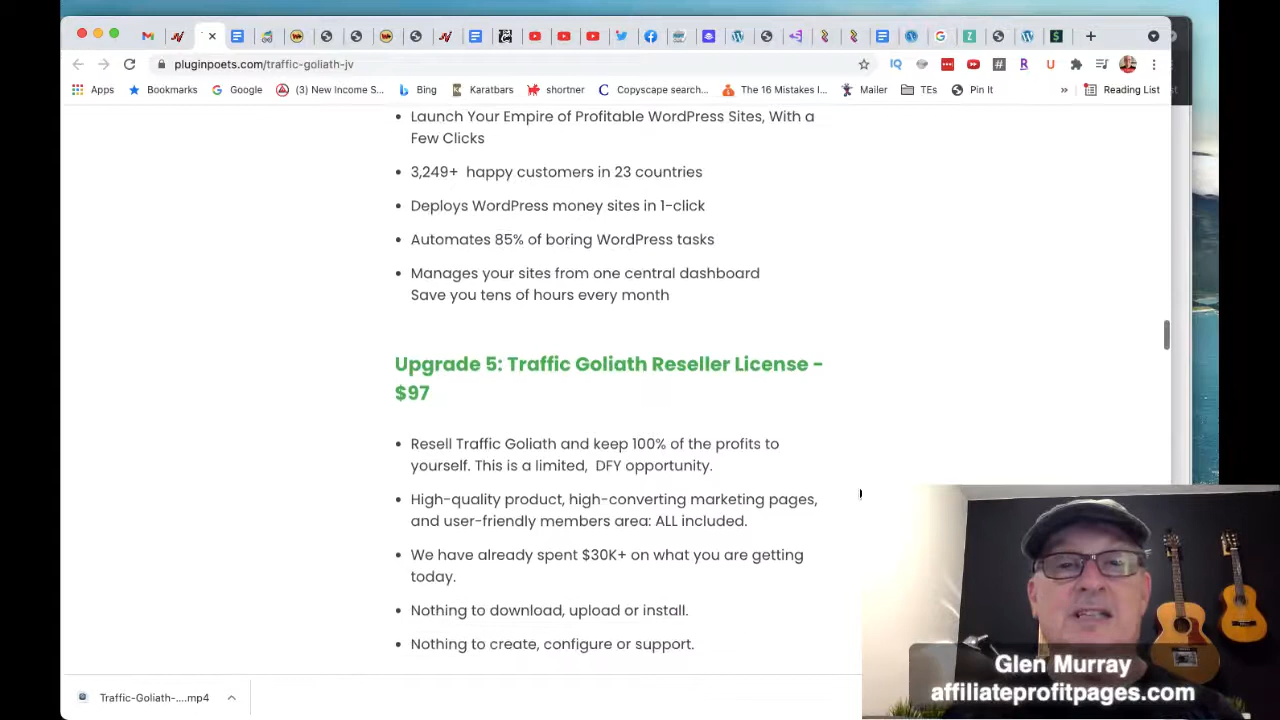 pluginpoets.com/traffic-goliath-jv
Apps
Bookmarks
Google
(3) New Income S...
Bing
Karatbars
shortner
Copyscape search...
The 16 Mistakes I...
Mailer
TEs
Pin It
»
Reading List
• Launch Your Empire of Profitable WordPress Sites, With a
Few Clicks
• 3,249+ happy customers in 23 countries
• Deploys WordPress money sites in 1-click
• Automates 85% of boring WordPress tasks
• Manages your sites from one central dashboard
Save you tens of hours every month
Upgrade 5: Traffic Goliath Reseller License -
$97
• Resell Traffic Goliath and keep 100% of the profits to
yourself. This is a limited, DFY opportunity.
• High-quality product, high-converting marketing pages,
and user-friendly members area: ALL included.
• We have already spent $30K+ on what you are getting
today.
• Nothing to download, upload or install.
• Nothing to create, configure or support.
Traffic-Goliath-....mp4
Glen Murray
affiliateprofitpages.com